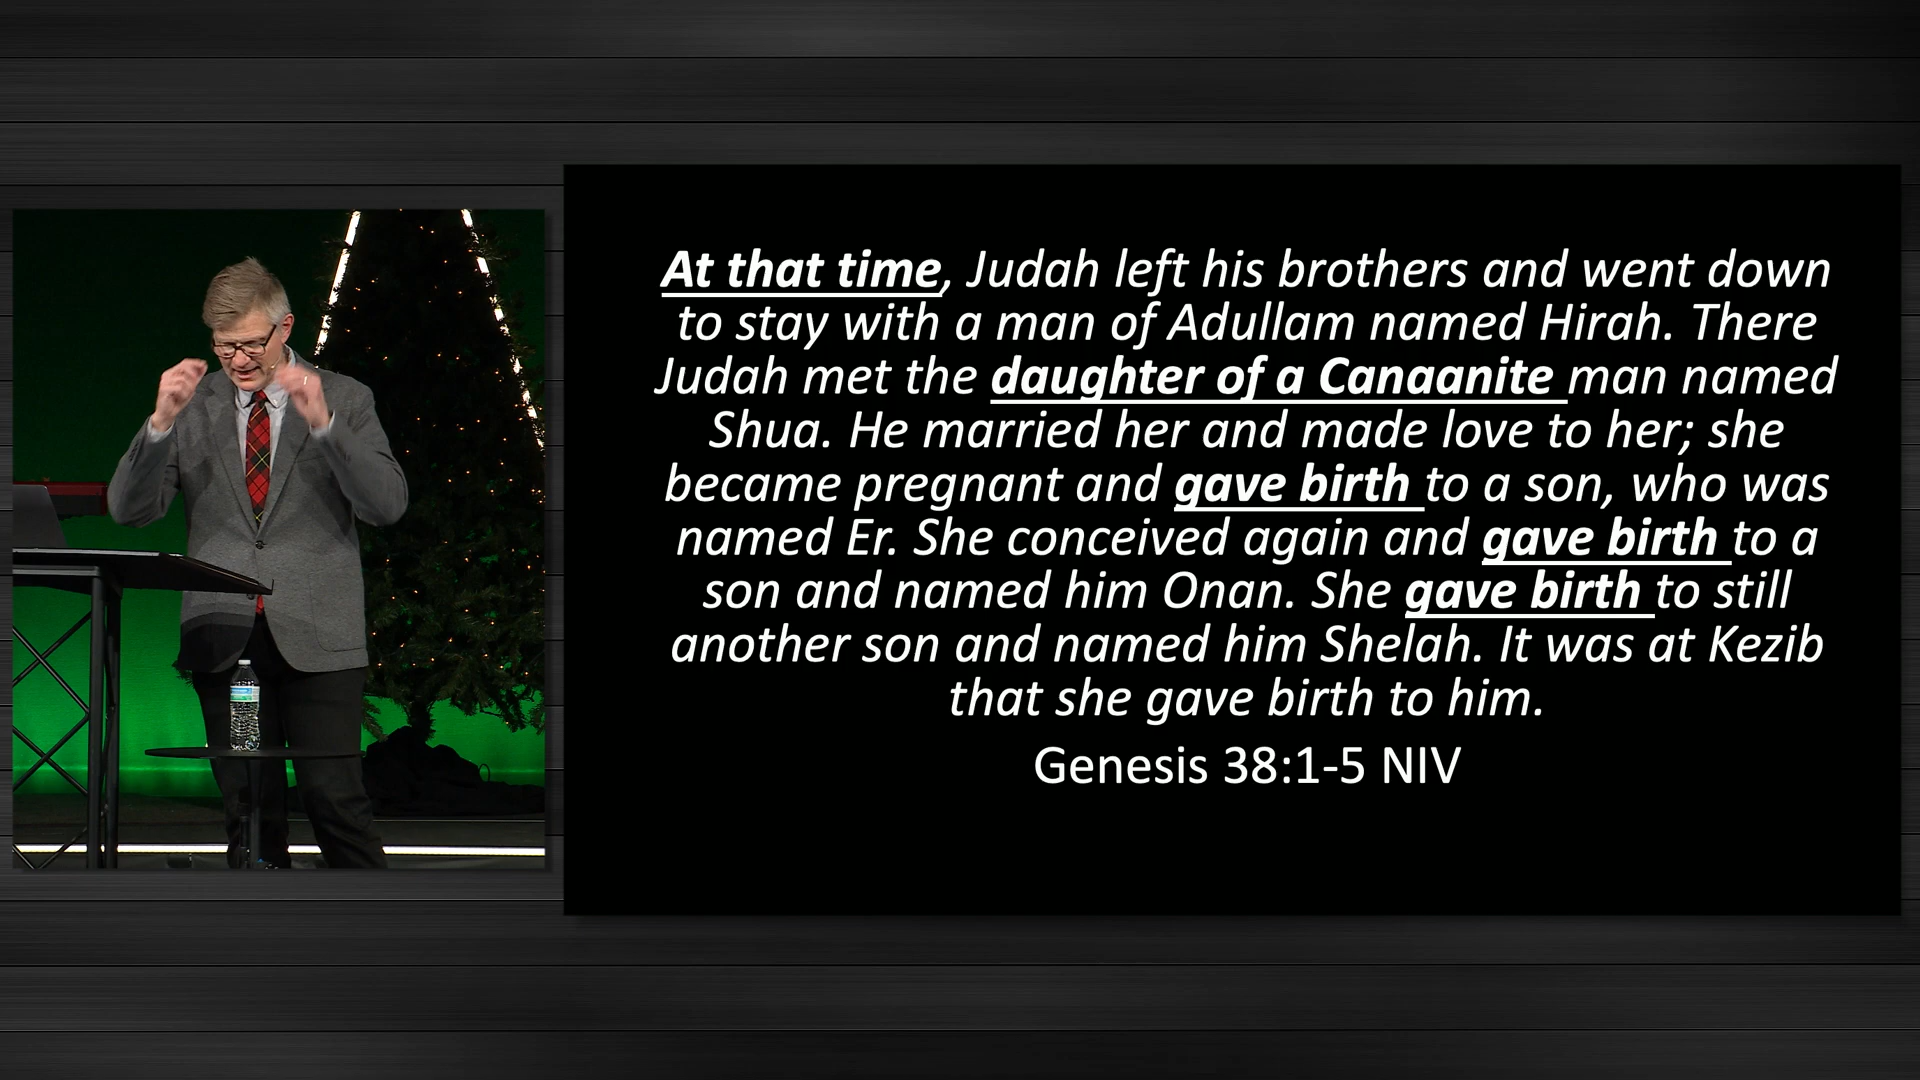 At that time, Judah left his brothers and went down
to stay with a man of Adullam named Hirah. There
Judah met the daughter of a Canaanite man named
Shua. He married her and made love to her; she
became pregnant and gave birth to a son, who was
named Er. She conceived again and gave birth to a
son and named him Onan. She gave birth to still
another son and named him Shelah. It was at Kezib
that she gave birth to him.
Genesis 38:1-5 NIV